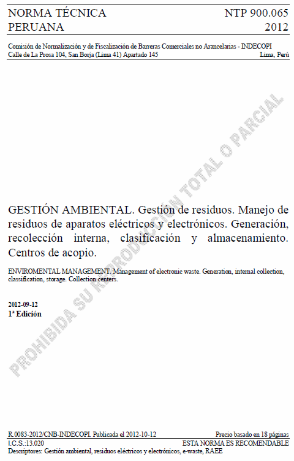 NORMA TÉCNICA NTP 900.065
PERUANA 2012
Comisión de Normalización y de Fiscalización de Barreras Comerciales no Arancelarias - INDECOPI
Calle de La Prosa 104, San Borja (Lima 41) Apartado 145 Lima, Perú
GESTIÓN AMBIENTAL. Gestión de residuos. Manejo de
residuos de aparatos eléctricos y electrónicos. Generación,
recolección interna, clasificación y almacenamiento.
Centros de acopio.
ENVIROMENTAL MANAGEMENT. Management of electronic waste. Generation, internal collection,
classification, storage. Collection centers.
2012-09-12
1ª Edición
PROHIBIDA SU REPRODUCCIÓN TOTAL O PARCIAL
R.0083-2012/CNB-INDECOPI. Publicada el 2012-10-12 Precio basado en 18 páginas
I.C.S.:13.020 ESTA NORMA ES RECOMENDABLE
Descriptores: Gestión ambiental, residuos eléctricos y electrónicos, e-waste, RAEE